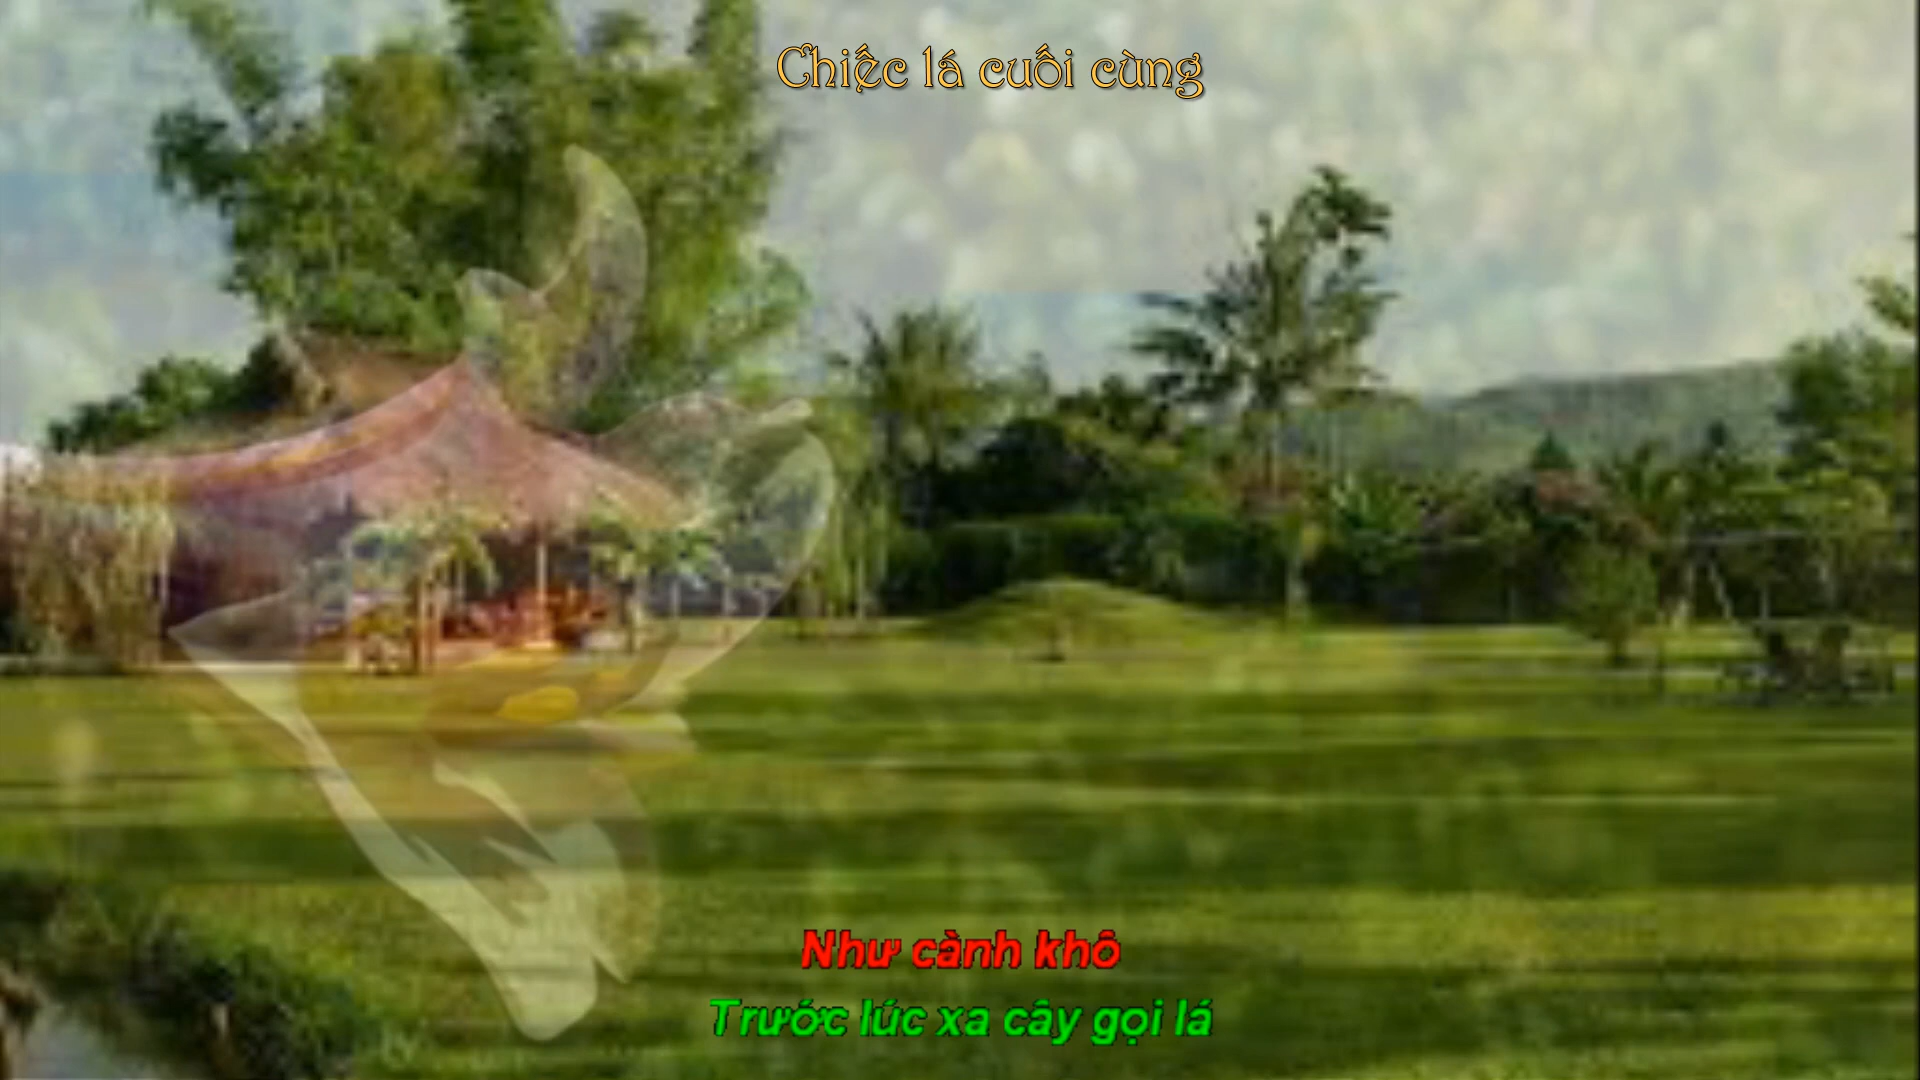 Chiếc lá cuối cùng
Như cành khô
Trước lúc xa cây gọi lá